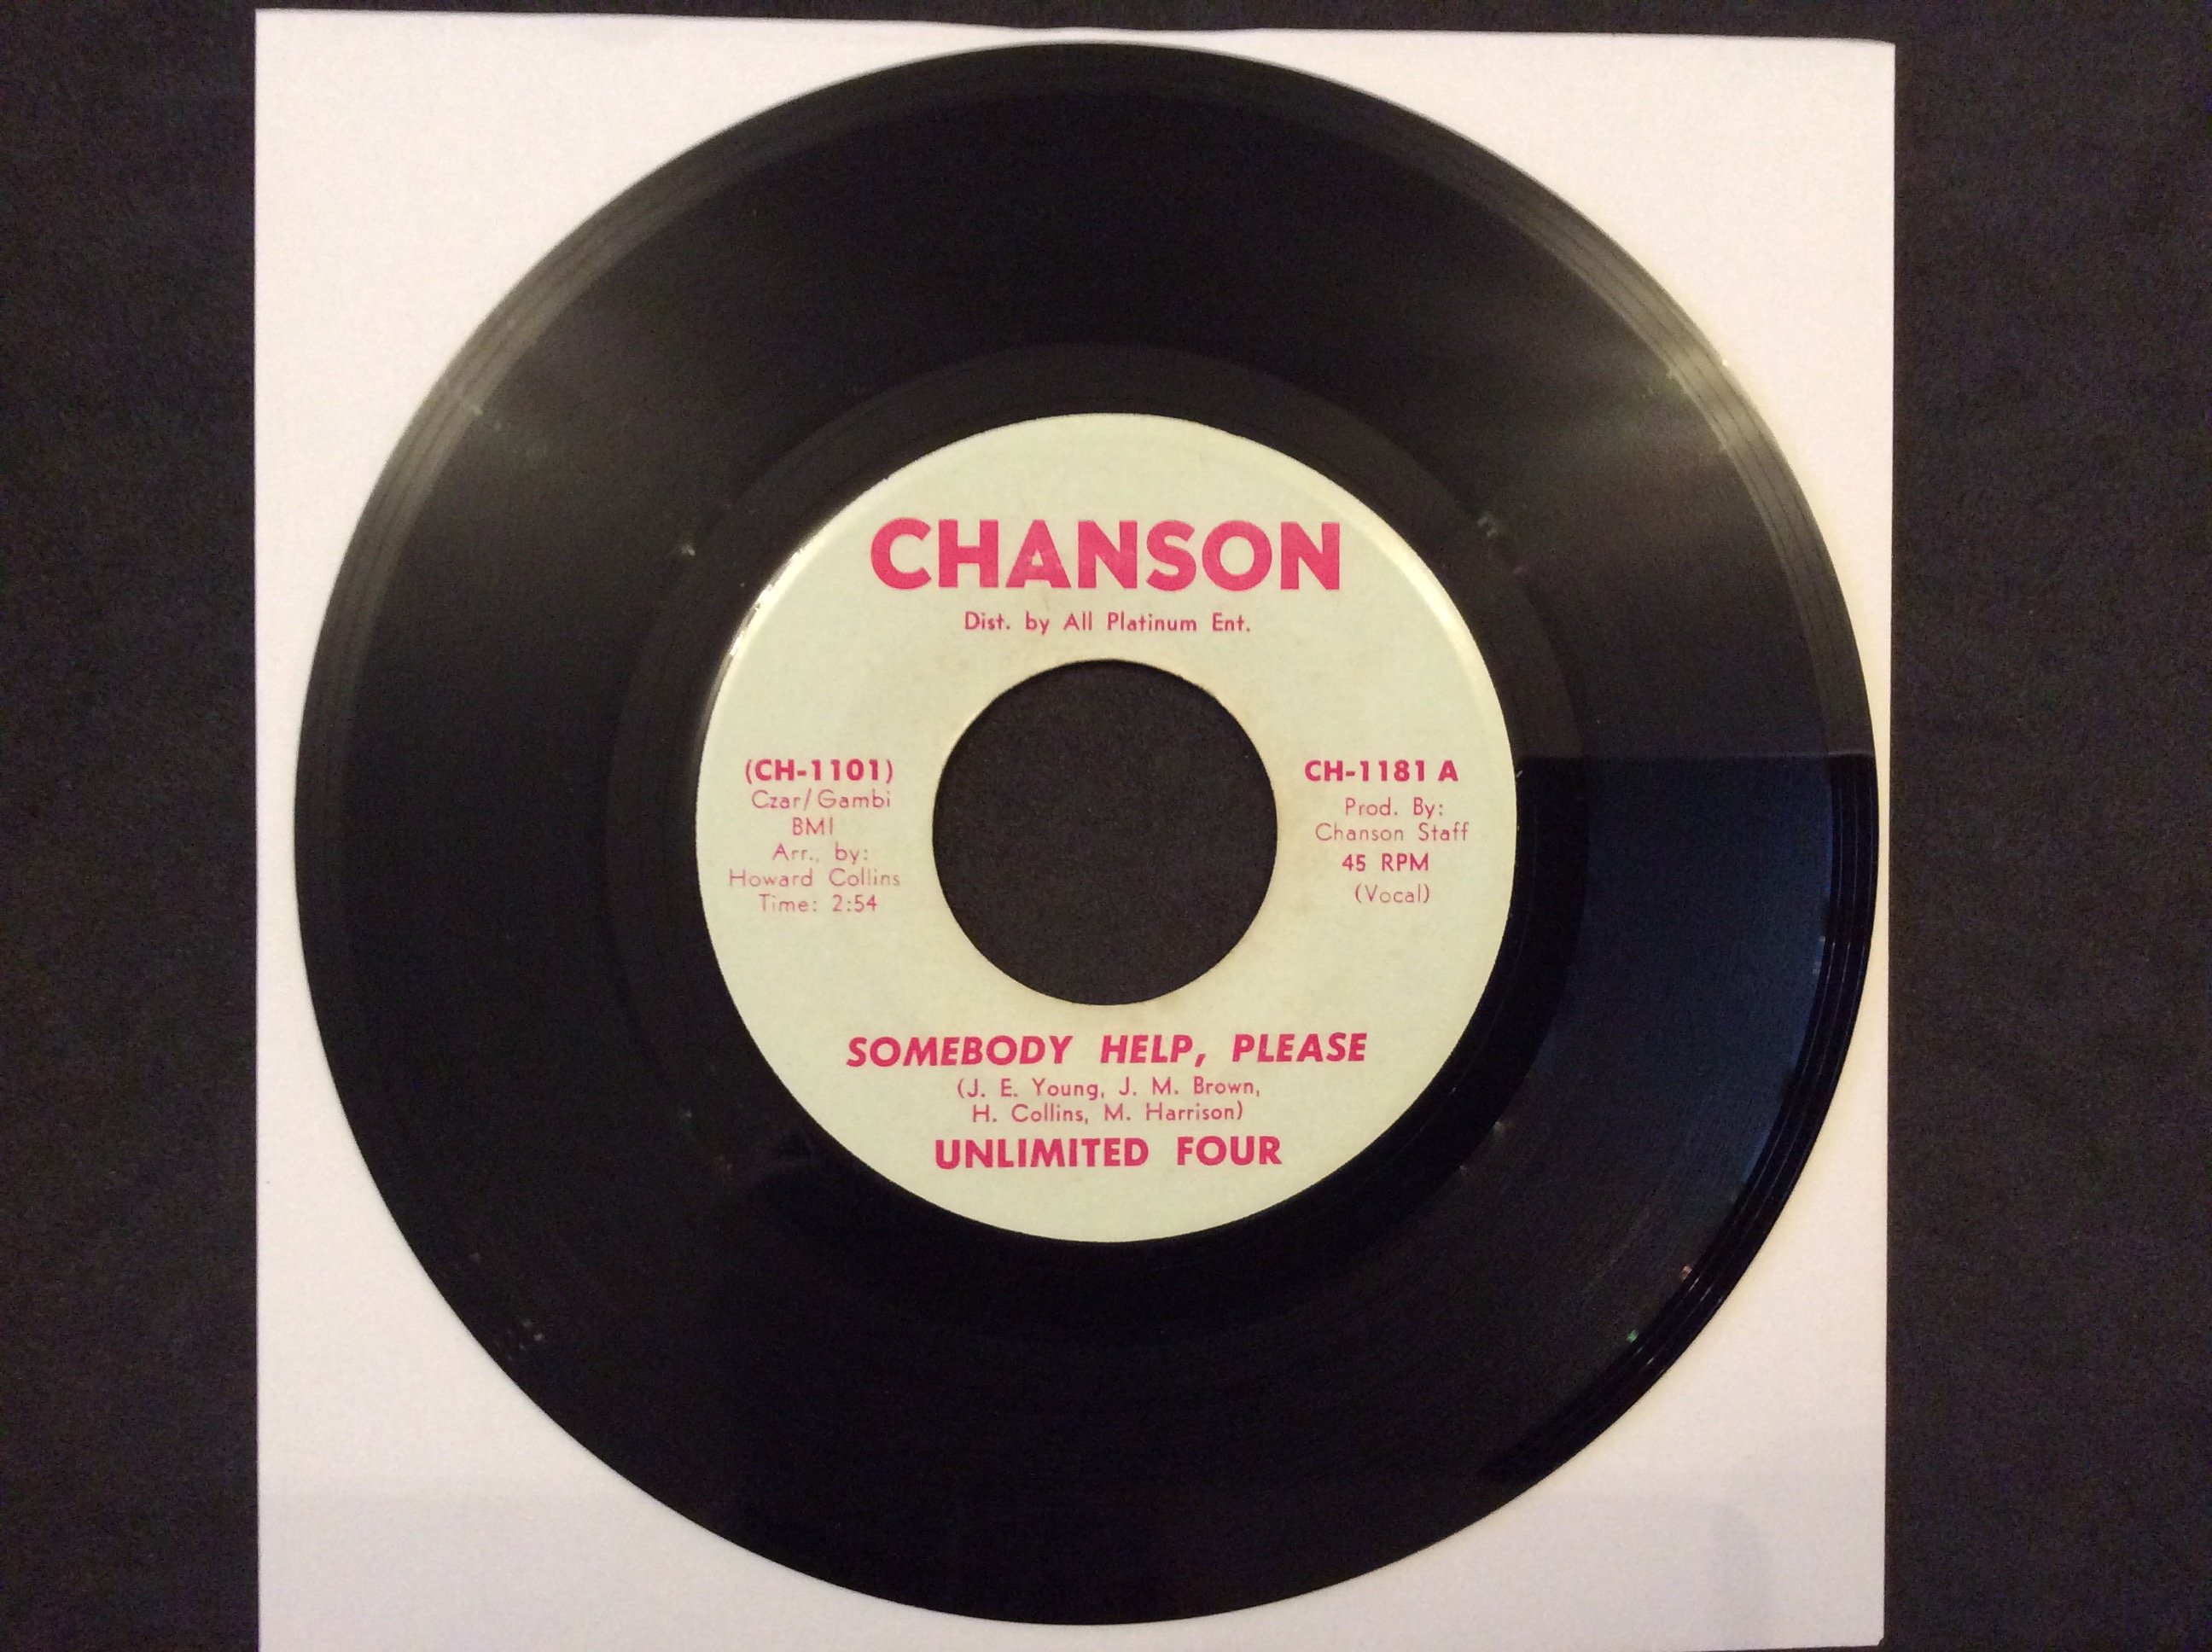 CHANSON
Dist. by All Platinum Ent.
(CH-1101)
Czar/Gambi
BMI
Arr., by:
Howard Collins
Time: 2:54
CH-1181 A
Prod. By:
Chanson Staff
45 RPM
(Vocal)
SOMEBODY HELP, PLEASE
(J. E. Young, J. M. Brown,
H. Collins, M. Harrison)
UNLIMITED FOUR